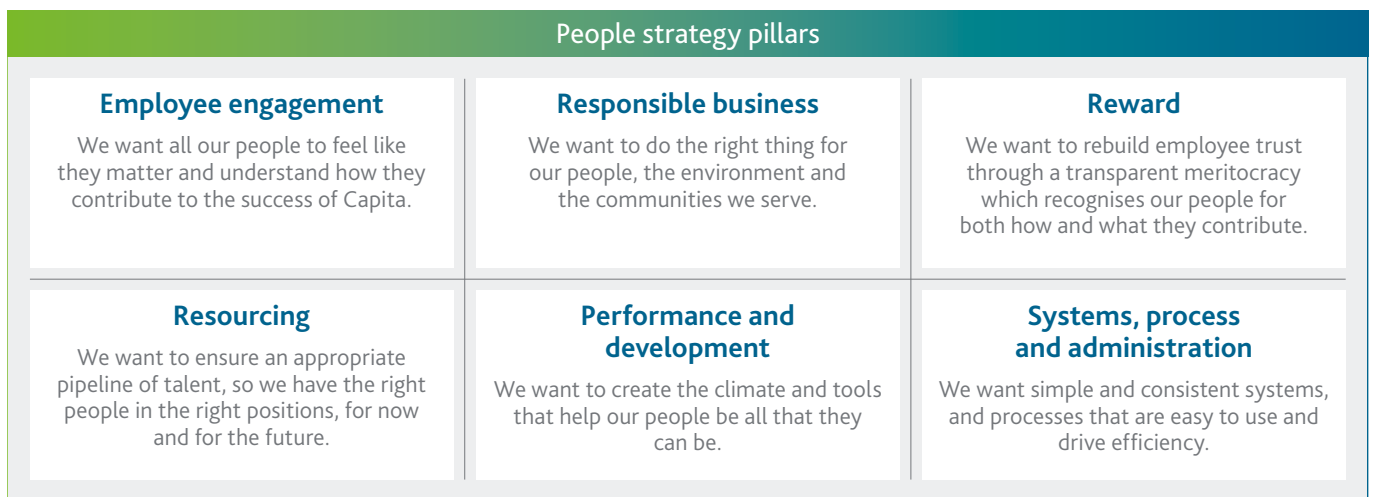 People strategy pillars
Employee engagement
We want all our people to feel like
they matter and understand how they
contribute to the success of Capita.
Responsible business
We want to do the right thing for
our people, the environment and
the communities we serve.
Reward
We want to rebuild employee trust
through a transparent meritocracy
which recognises our people for
both how and what they contribute.
Resourcing
We want to ensure an appropriate
pipeline of talent, so we have the right
people in the right positions, for now
and for the future.
Performance and
development
We want to create the climate and tools
that help our people be all that they
can be.
Systems, process
and administration
We want simple and consistent systems,
and processes that are easy to use and
drive efficiency.